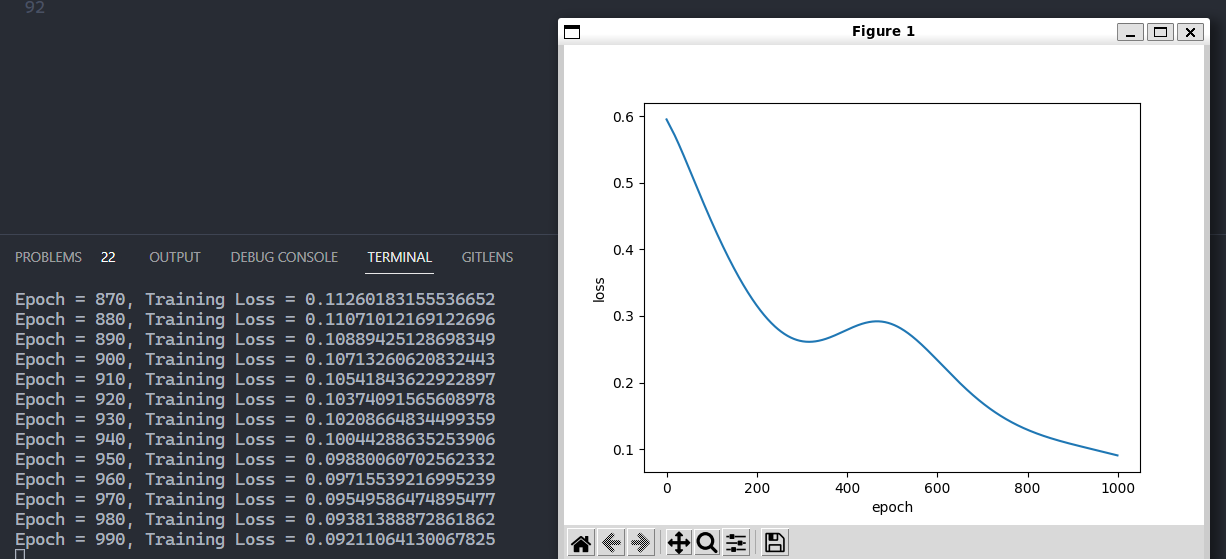 92
PROBLEMS 22 OUTPUT DEBUG CONSOLE TERMINAL GITLENS
Epoch = 870, Training Loss = 0.11260183155536652
Epoch = 880, Training Loss = 0.11071012169122696
Epoch = 890, Training Loss = 0.10889425128698349
Epoch = 900, Training Loss = 0.10713260620832443
Epoch = 910, Training Loss = 0.10541843622922897
Epoch = 920, Training Loss = 0.10374091565608978
Epoch = 930, Training Loss = 0.10208664834499359
Epoch = 940, Training Loss = 0.10044288635253906
Epoch = 950, Training Loss = 0.09880060702562332
Epoch = 960, Training Loss = 0.09715539216995239
Epoch = 970, Training Loss = 0.09549586474895477
Epoch = 980, Training Loss = 0.09381388872861862
Epoch = 990, Training Loss = 0.09211064130067825
Figure 1
0.6
0.5
0.4
0.3
0.2
0.1
loss
0 200 400 600 800 1000
epoch